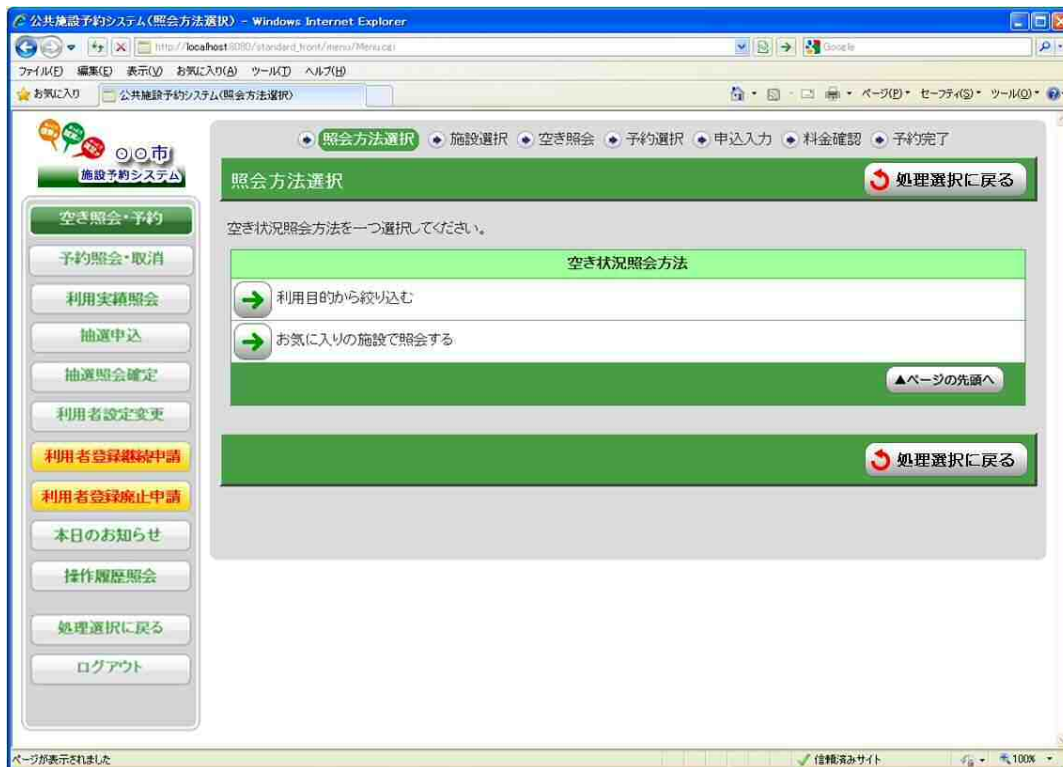 公共施設予約システム(照会方法選択) - Windows Internet Explorer
http://localhost:8080/standard_front/menu/Menu.cgi
Google
ファイル(F) 編集(E) 表示(V) お気に入り(A) ツール(T) ヘルプ(H)
お気に入り 公共施設予約システム(照会方法選択) ページ(P) セーフティ(S) ツール(O)
○○市
施設予約システム
照会方法選択 施設選択 空き照会 予約選択 申込入力 料金確認 予約完了
照会方法選択 処理選択に戻る
空き照会・予約
予約照会・取消
利用実績照会
抽選申込
抽選照会確定
利用者設定変更
利用者登録継続申請
利用者登録廃止申請
本日のお知らせ
操作履歴照会
処理選択に戻る
ログアウト
空き状況照会方法を一つ選択してください。
空き状況照会方法
利用目的から絞り込む
お気に入りの施設で照会する
▲ページの先頭へ
処理選択に戻る
ページが表示されました 信頼済みサイト 100%